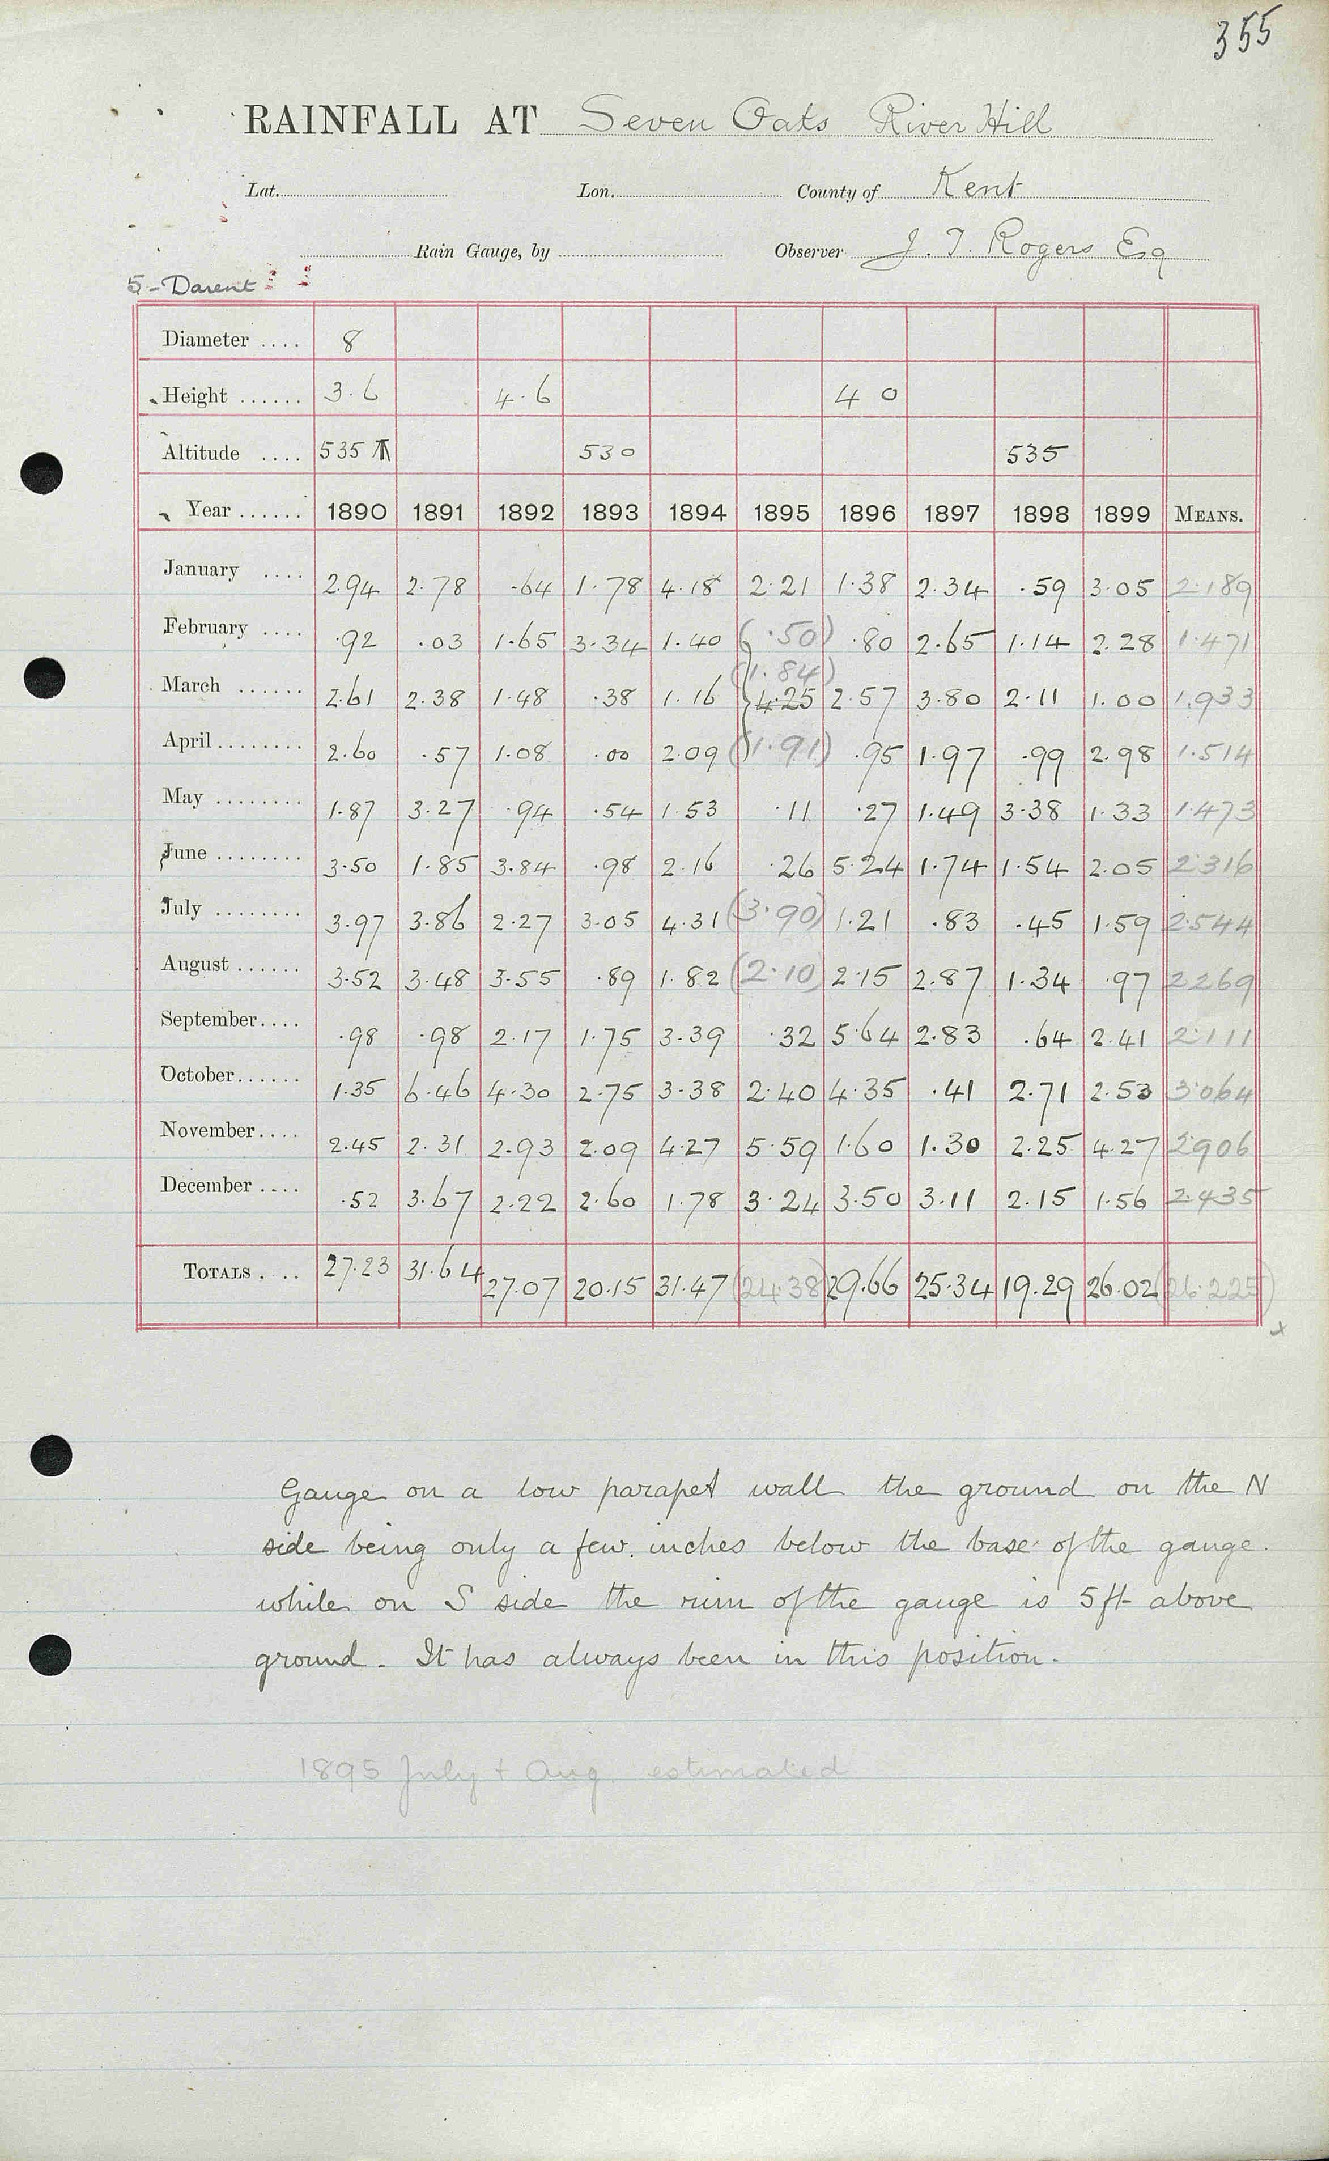 355
RAINFALL AT Seven Oaks River Hill
Lat. Lon. County of Kent
Rain Gauge, by Observer J. T. Rogers Esq
5 - Darent
Diameter .... 8
Height ...... 3.6 4.6 4 0
Altitude .... 535 T 530 535
Year ...... 1890 1891 1892 1893 1894 1895 1896 1897 1898 1899 MEANS.
January .... 2.94 2.78 .64 1.78 4.18 2.21 1.38 2.34 .59 3.05 2.189
February .... .92 .03 1.65 3.34 1.40 (.50) .80 2.65 1.14 2.28 1.471
(1.84)
March ...... 2.61 2.38 1.48 .38 1.16 4.25 2.57 3.80 2.11 1.00 1.933
April ........ 2.60 .57 1.08 .00 2.09 (1.91) .95 1.97 .99 2.98 1.514
May ........ 1.87 3.27 .94 .54 1.53 .11 .27 1.49 3.38 1.33 1.473
June ........ 3.50 1.85 3.84 .98 2.16 .26 5.24 1.74 1.54 2.05 2.316
July ........ 3.97 3.86 2.27 3.05 4.31 (3.90) 1.21 .83 .45 1.59 2.544
August ...... 3.52 3.48 3.55 .89 1.82 (2.10) 2.15 2.87 1.34 .97 2.269
September.... .98 .98 2.17 1.75 3.39 .32 5.64 2.83 .64 2.41 2.111
October...... 1.35 6.46 4.30 2.75 3.38 2.40 4.35 .41 2.71 2.53 3.064
November.... 2.45 2.31 2.93 2.09 4.27 5.59 1.60 1.30 2.25 4.27 2.906
December .... .52 3.67 2.22 2.60 1.78 3.24 3.50 3.11 2.15 1.56 2.435
TOTALS .... 27.23 31.64 27.07 20.15 31.47 (24.38) 29.66 25.34 19.29 26.02 (26.225)
x
Gauge on a low parapet wall the ground on the N
side being only a few inches below the base of the gauge.
while on S side the rim of the gauge is 5 ft above
ground. It has always been in this position.
1895 July + Aug. estimated